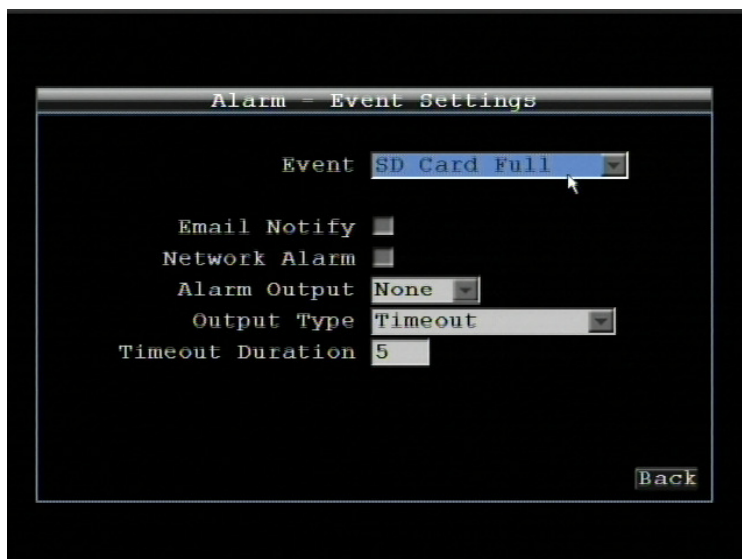 Alarm - Event Settings
Event SD Card Full
Email Notify
Network Alarm
Alarm Output None
Output Type Timeout
Timeout Duration 5
Back